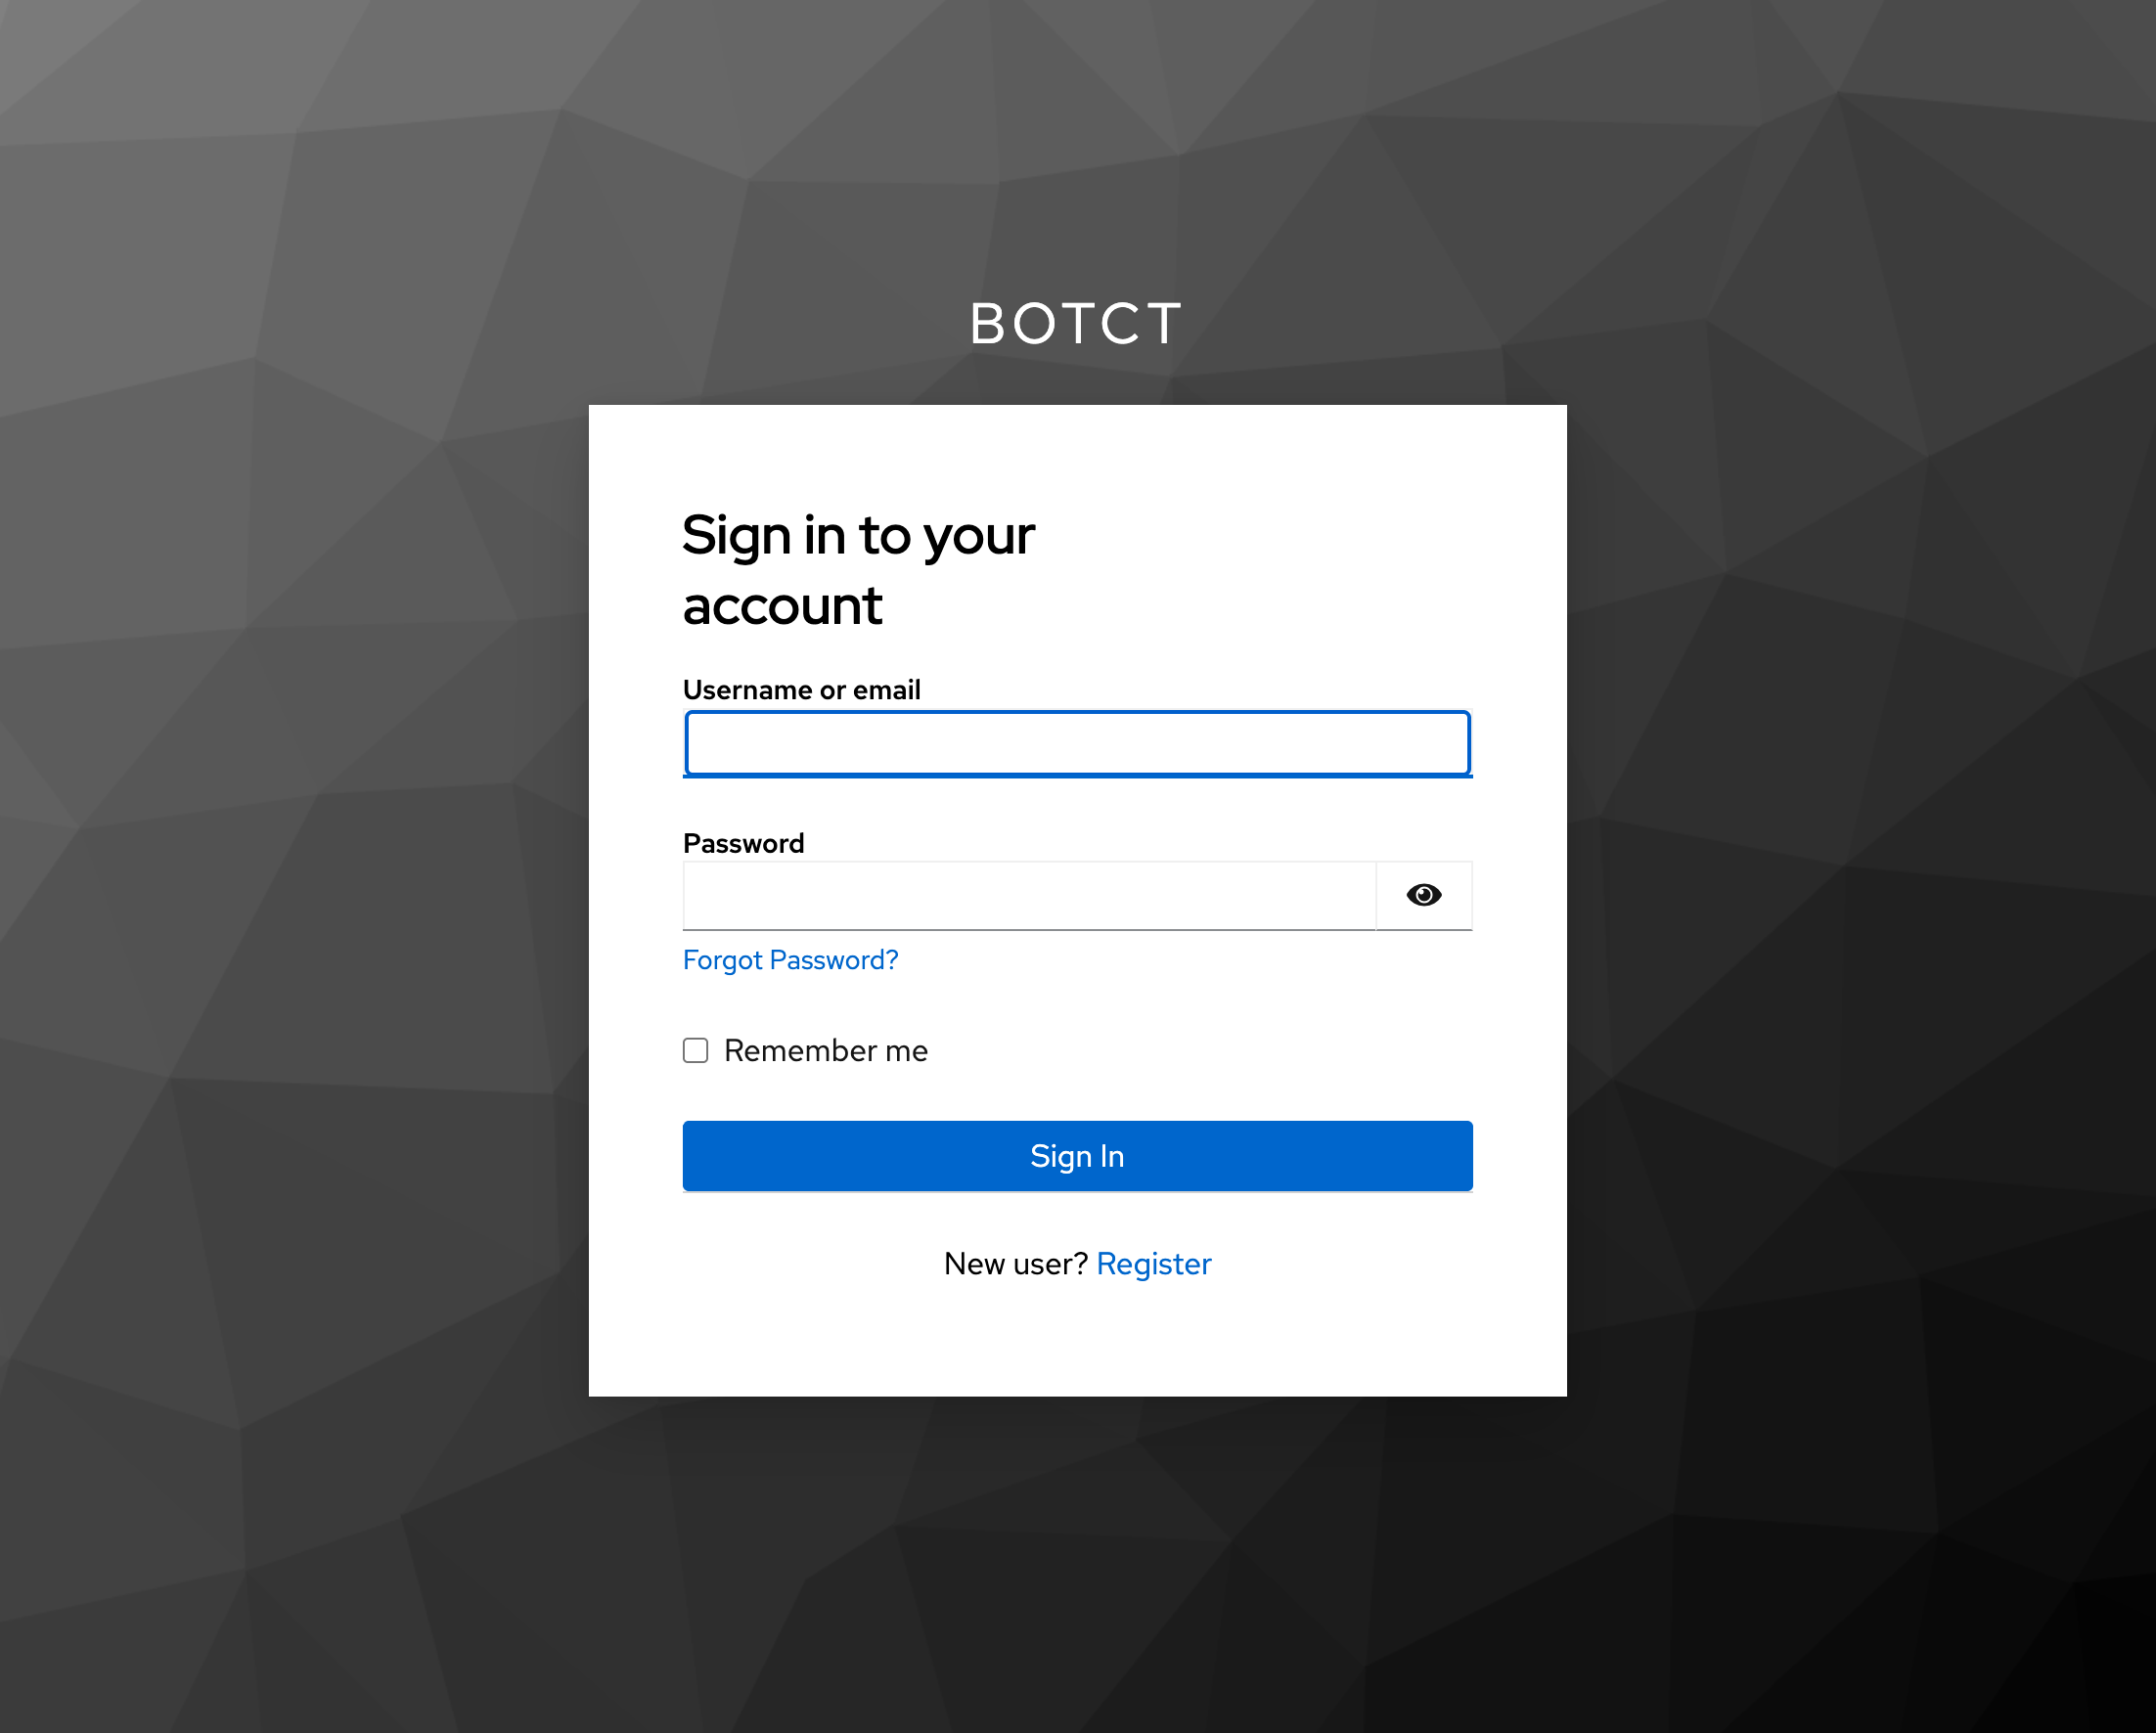 BOTCT
Sign in to your
account
Username or email
Password
Forgot Password?
Remember me
Sign In
New user? Register